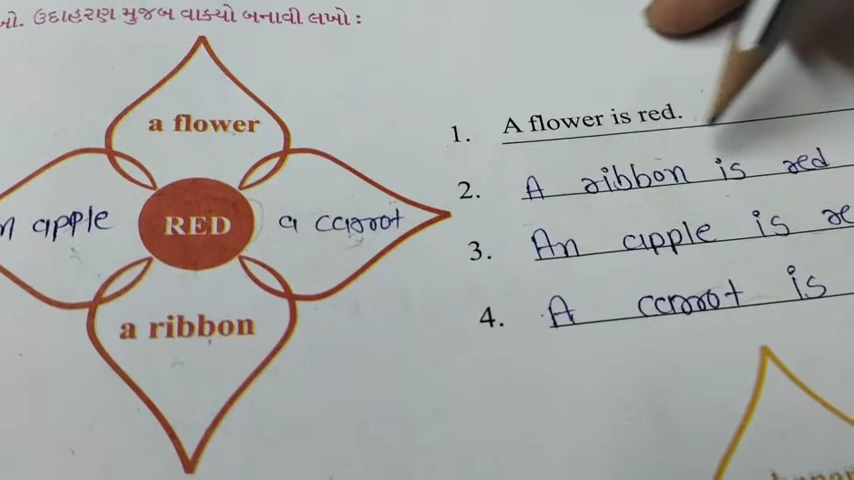 ઉદાહરણ મુજબ વાક્યો બનાવી લખો :
a flower
apple
RED
a carrot
a ribbon
1. A flower is red.
2. A ribbon is red
3. An apple is
4. A carrot is